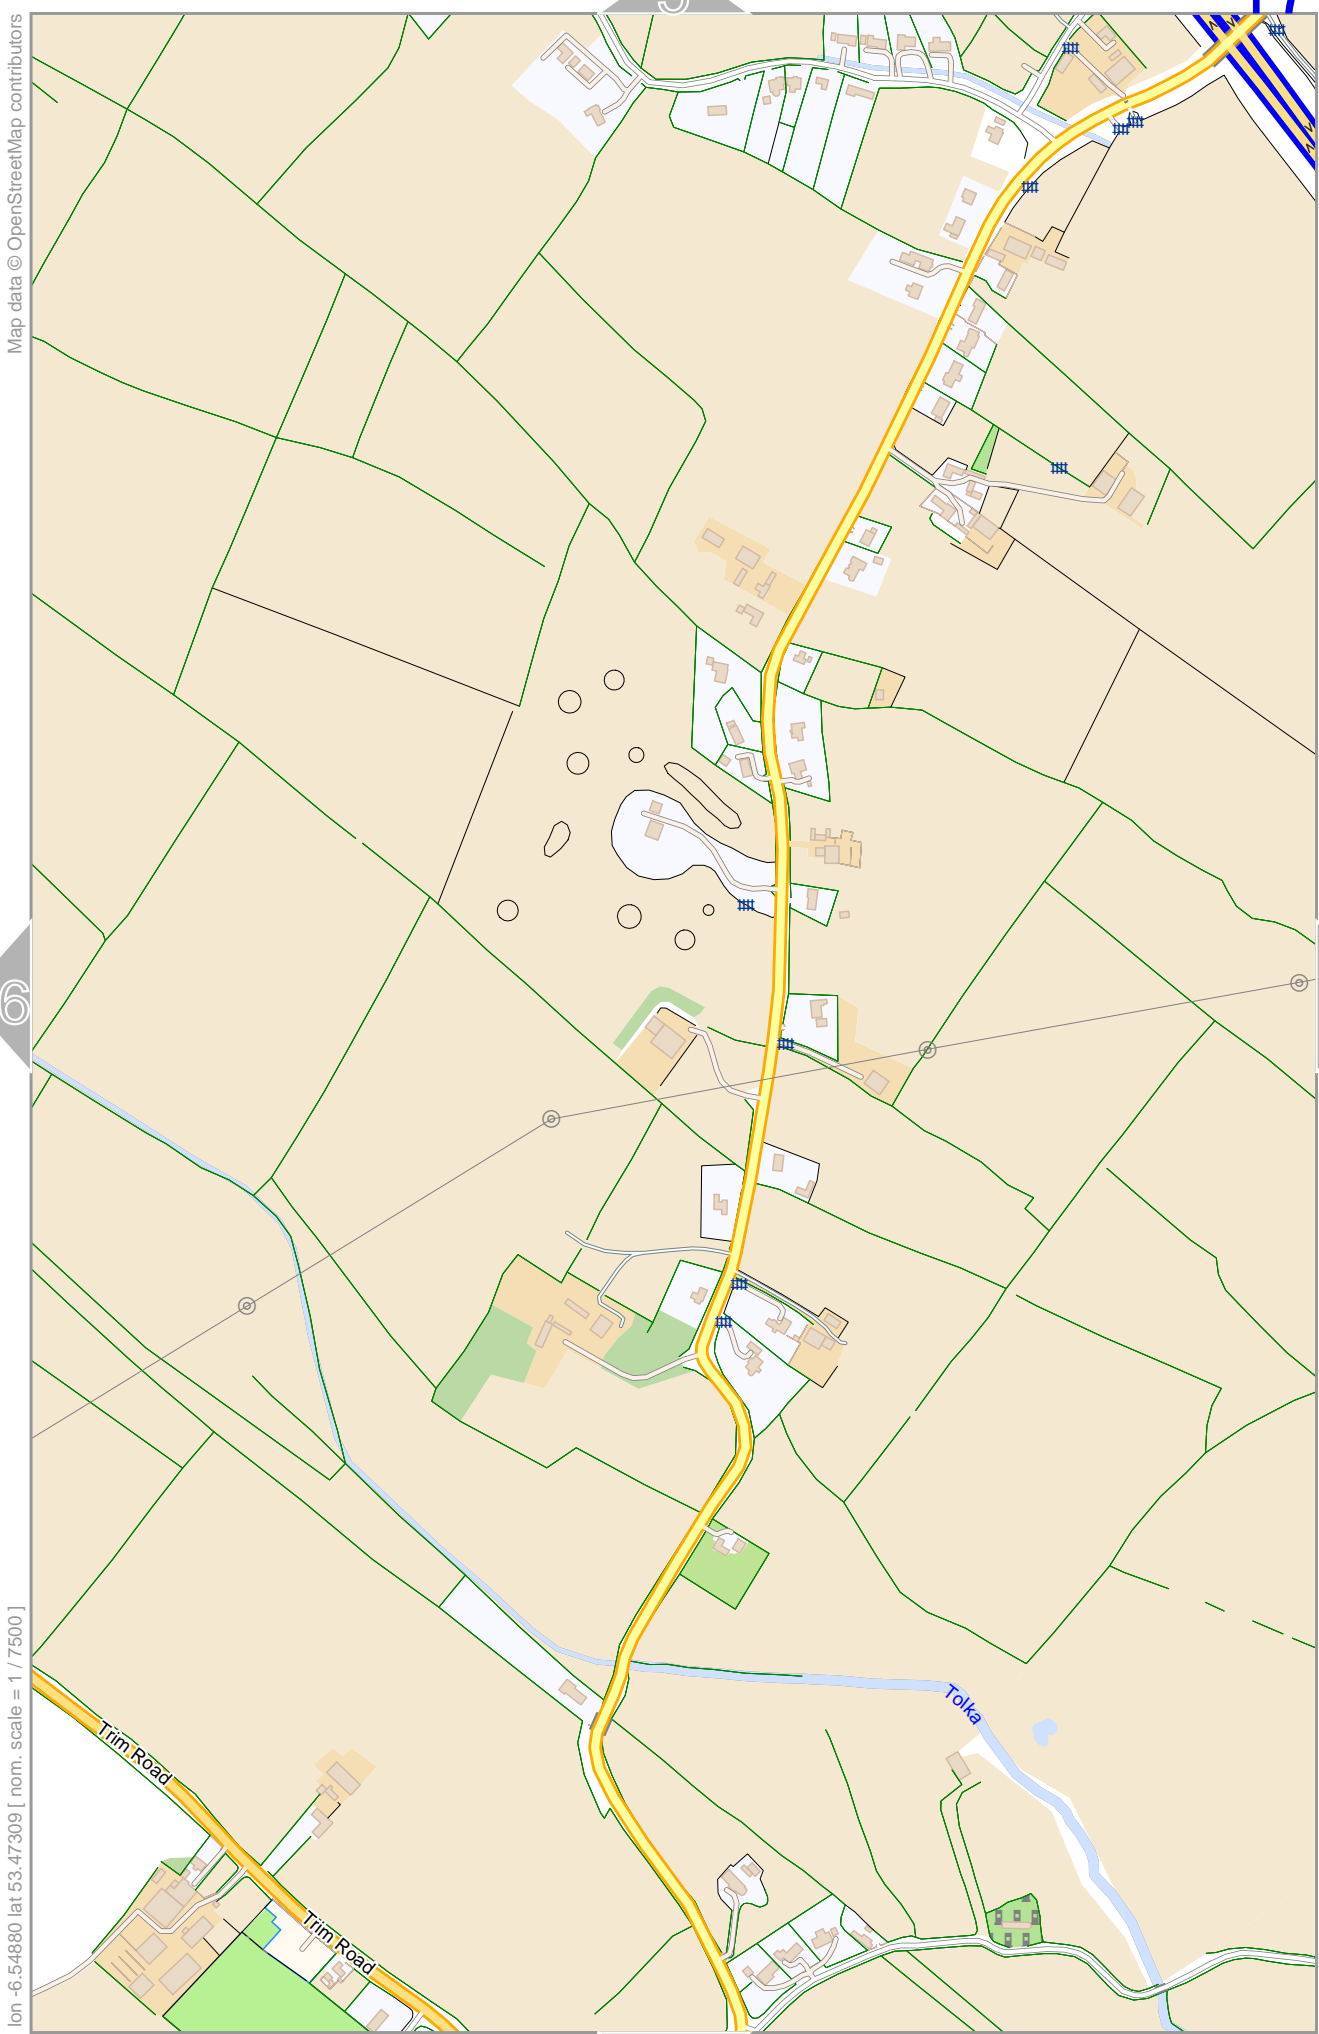 5
Map data © OpenStreetMap contributors
6
Tolka
Trim Road
Trim Road
lon -6.54880 lat 53.47309 [ nom. scale = 1 / 7500 ]